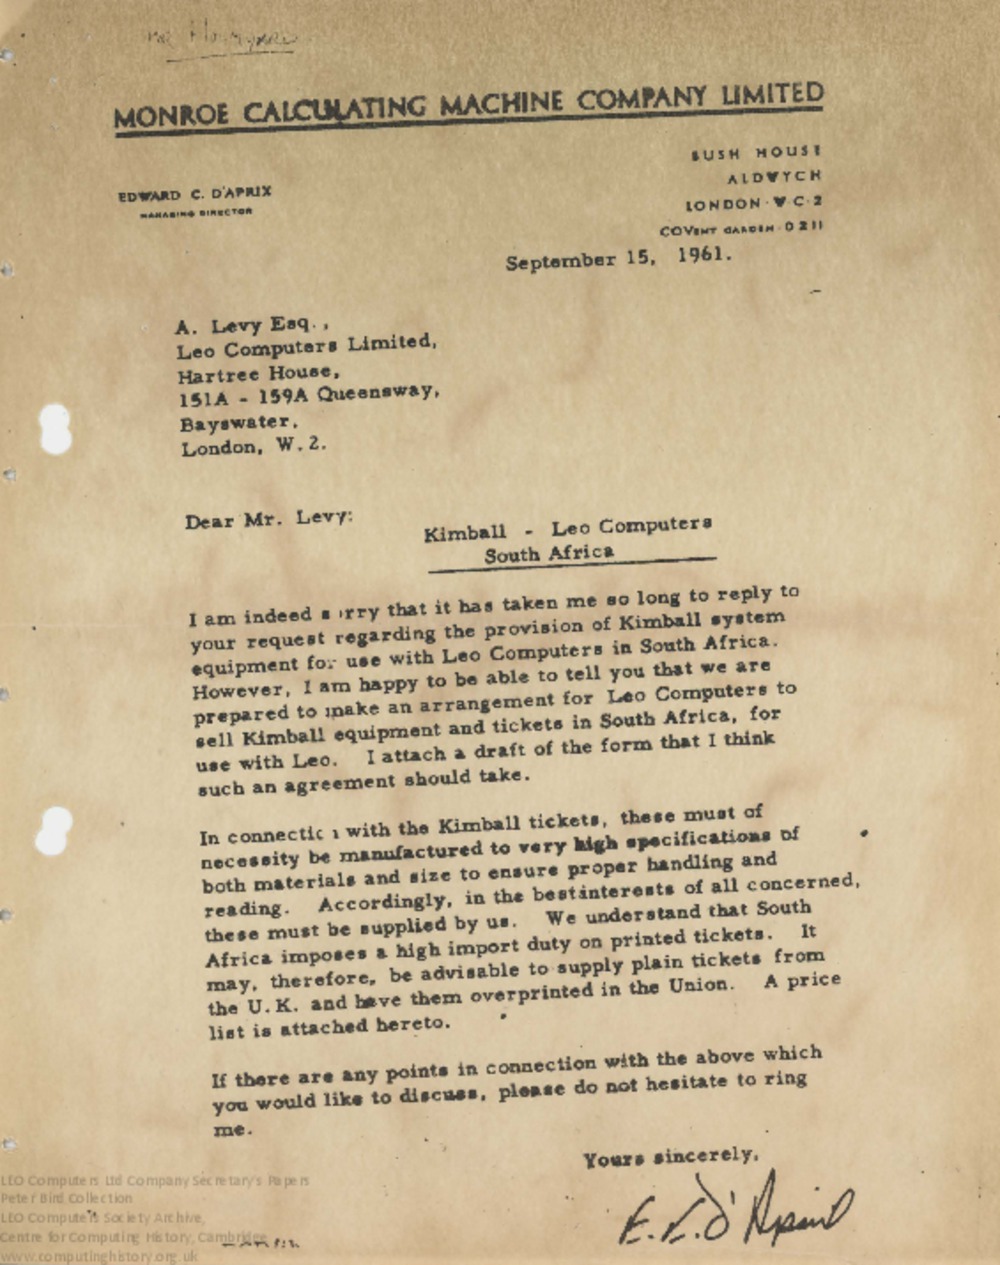 MONROE CALCULATING MACHINE COMPANY LIMITED
BUSH HOUSE
ALDWYCH
EDWARD C. D'APRIX
LONDON · W · C · 2
MANAGING DIRECTOR
COVENT GARDEN · 0211
September 15, 1961.
A. Levy Esq.,
Leo Computers Limited,
Hartree House,
151A - 159A Queensway,
Bayswater,
London, W.2.
Dear Mr. Levy:
Kimball - Leo Computers
South Africa
I am indeed s rry that it has taken me so long to reply to
your request regarding the provision of Kimball system
equipment for use with Leo Computers in South Africa.
However, I am happy to be able to tell you that we are
prepared to make an arrangement for Leo Computers to
sell Kimball equipment and tickets in South Africa, for
use with Leo. I attach a draft of the form that I think
such an agreement should take.
In connectic n with the Kimball tickets, these must of
necessity be manufactured to very high specifications of
both materials and size to ensure proper handling and
reading. Accordingly, in the bestinterests of all concerned,
these must be supplied by us. We understand that South
Africa imposes a high import duty on printed tickets. It
may, therefore, be advisable to supply plain tickets from
the U.K. and have them overprinted in the Union. A price
list is attached hereto.
If there are any points in connection with the above which
you would like to discuss, please do not hesitate to ring
me.
Yours sincerely,
LEO Computers Ltd Company Secretary's Papers
Peter Bird Collection
LEO Computers Society Archive,
Centre for Computing History, Cambridge
www.computinghistory.org.uk